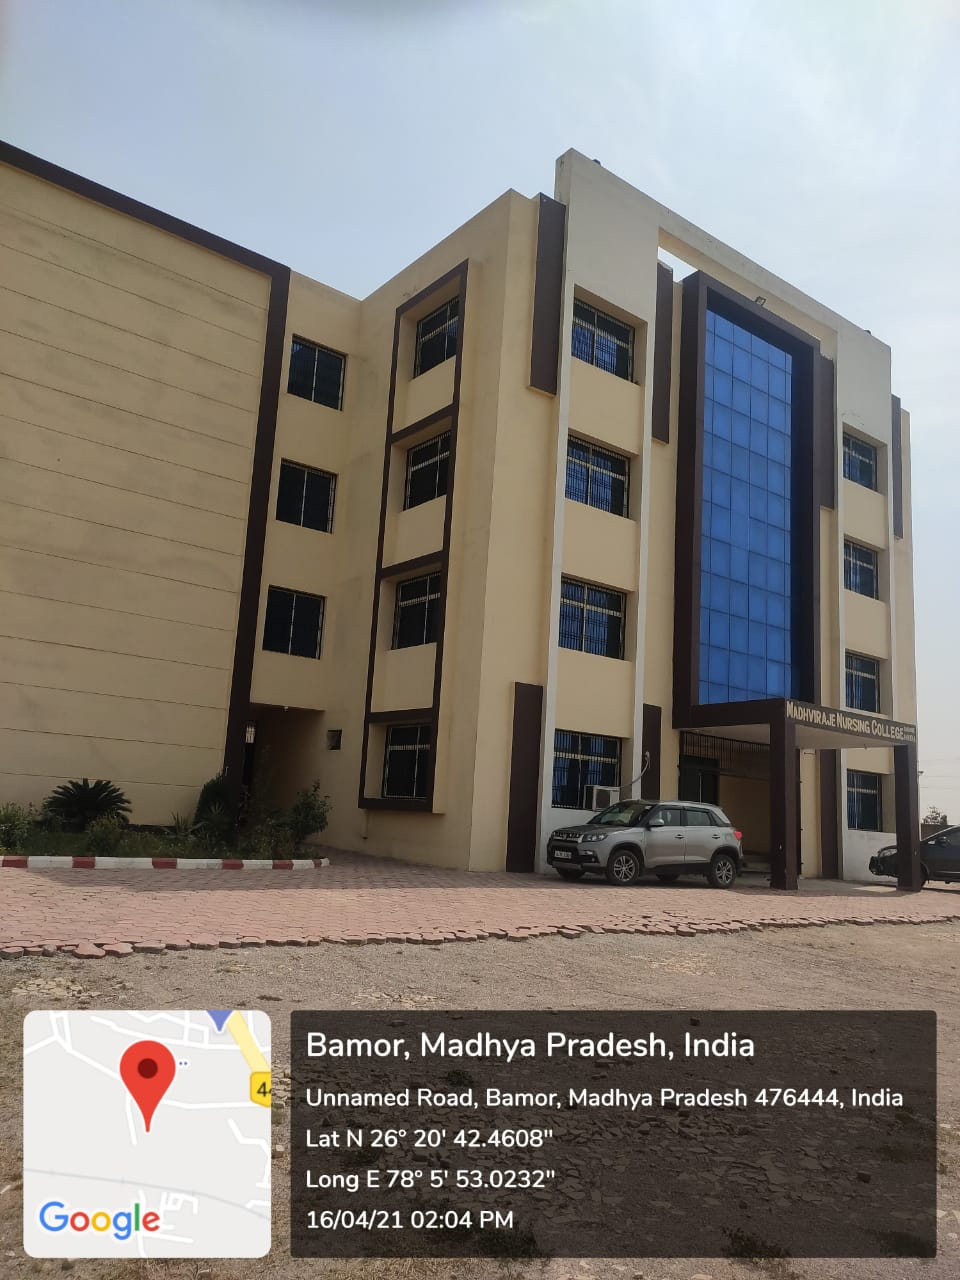 MADHVIRAJE NURSING COLLEGE
Bamor, Madhya Pradesh, India
Unnamed Road, Bamor, Madhya Pradesh 476444, India
Lat N 26° 20' 42.4608"
Long E 78° 5' 53.0232"
16/04/21 02:04 PM
Google